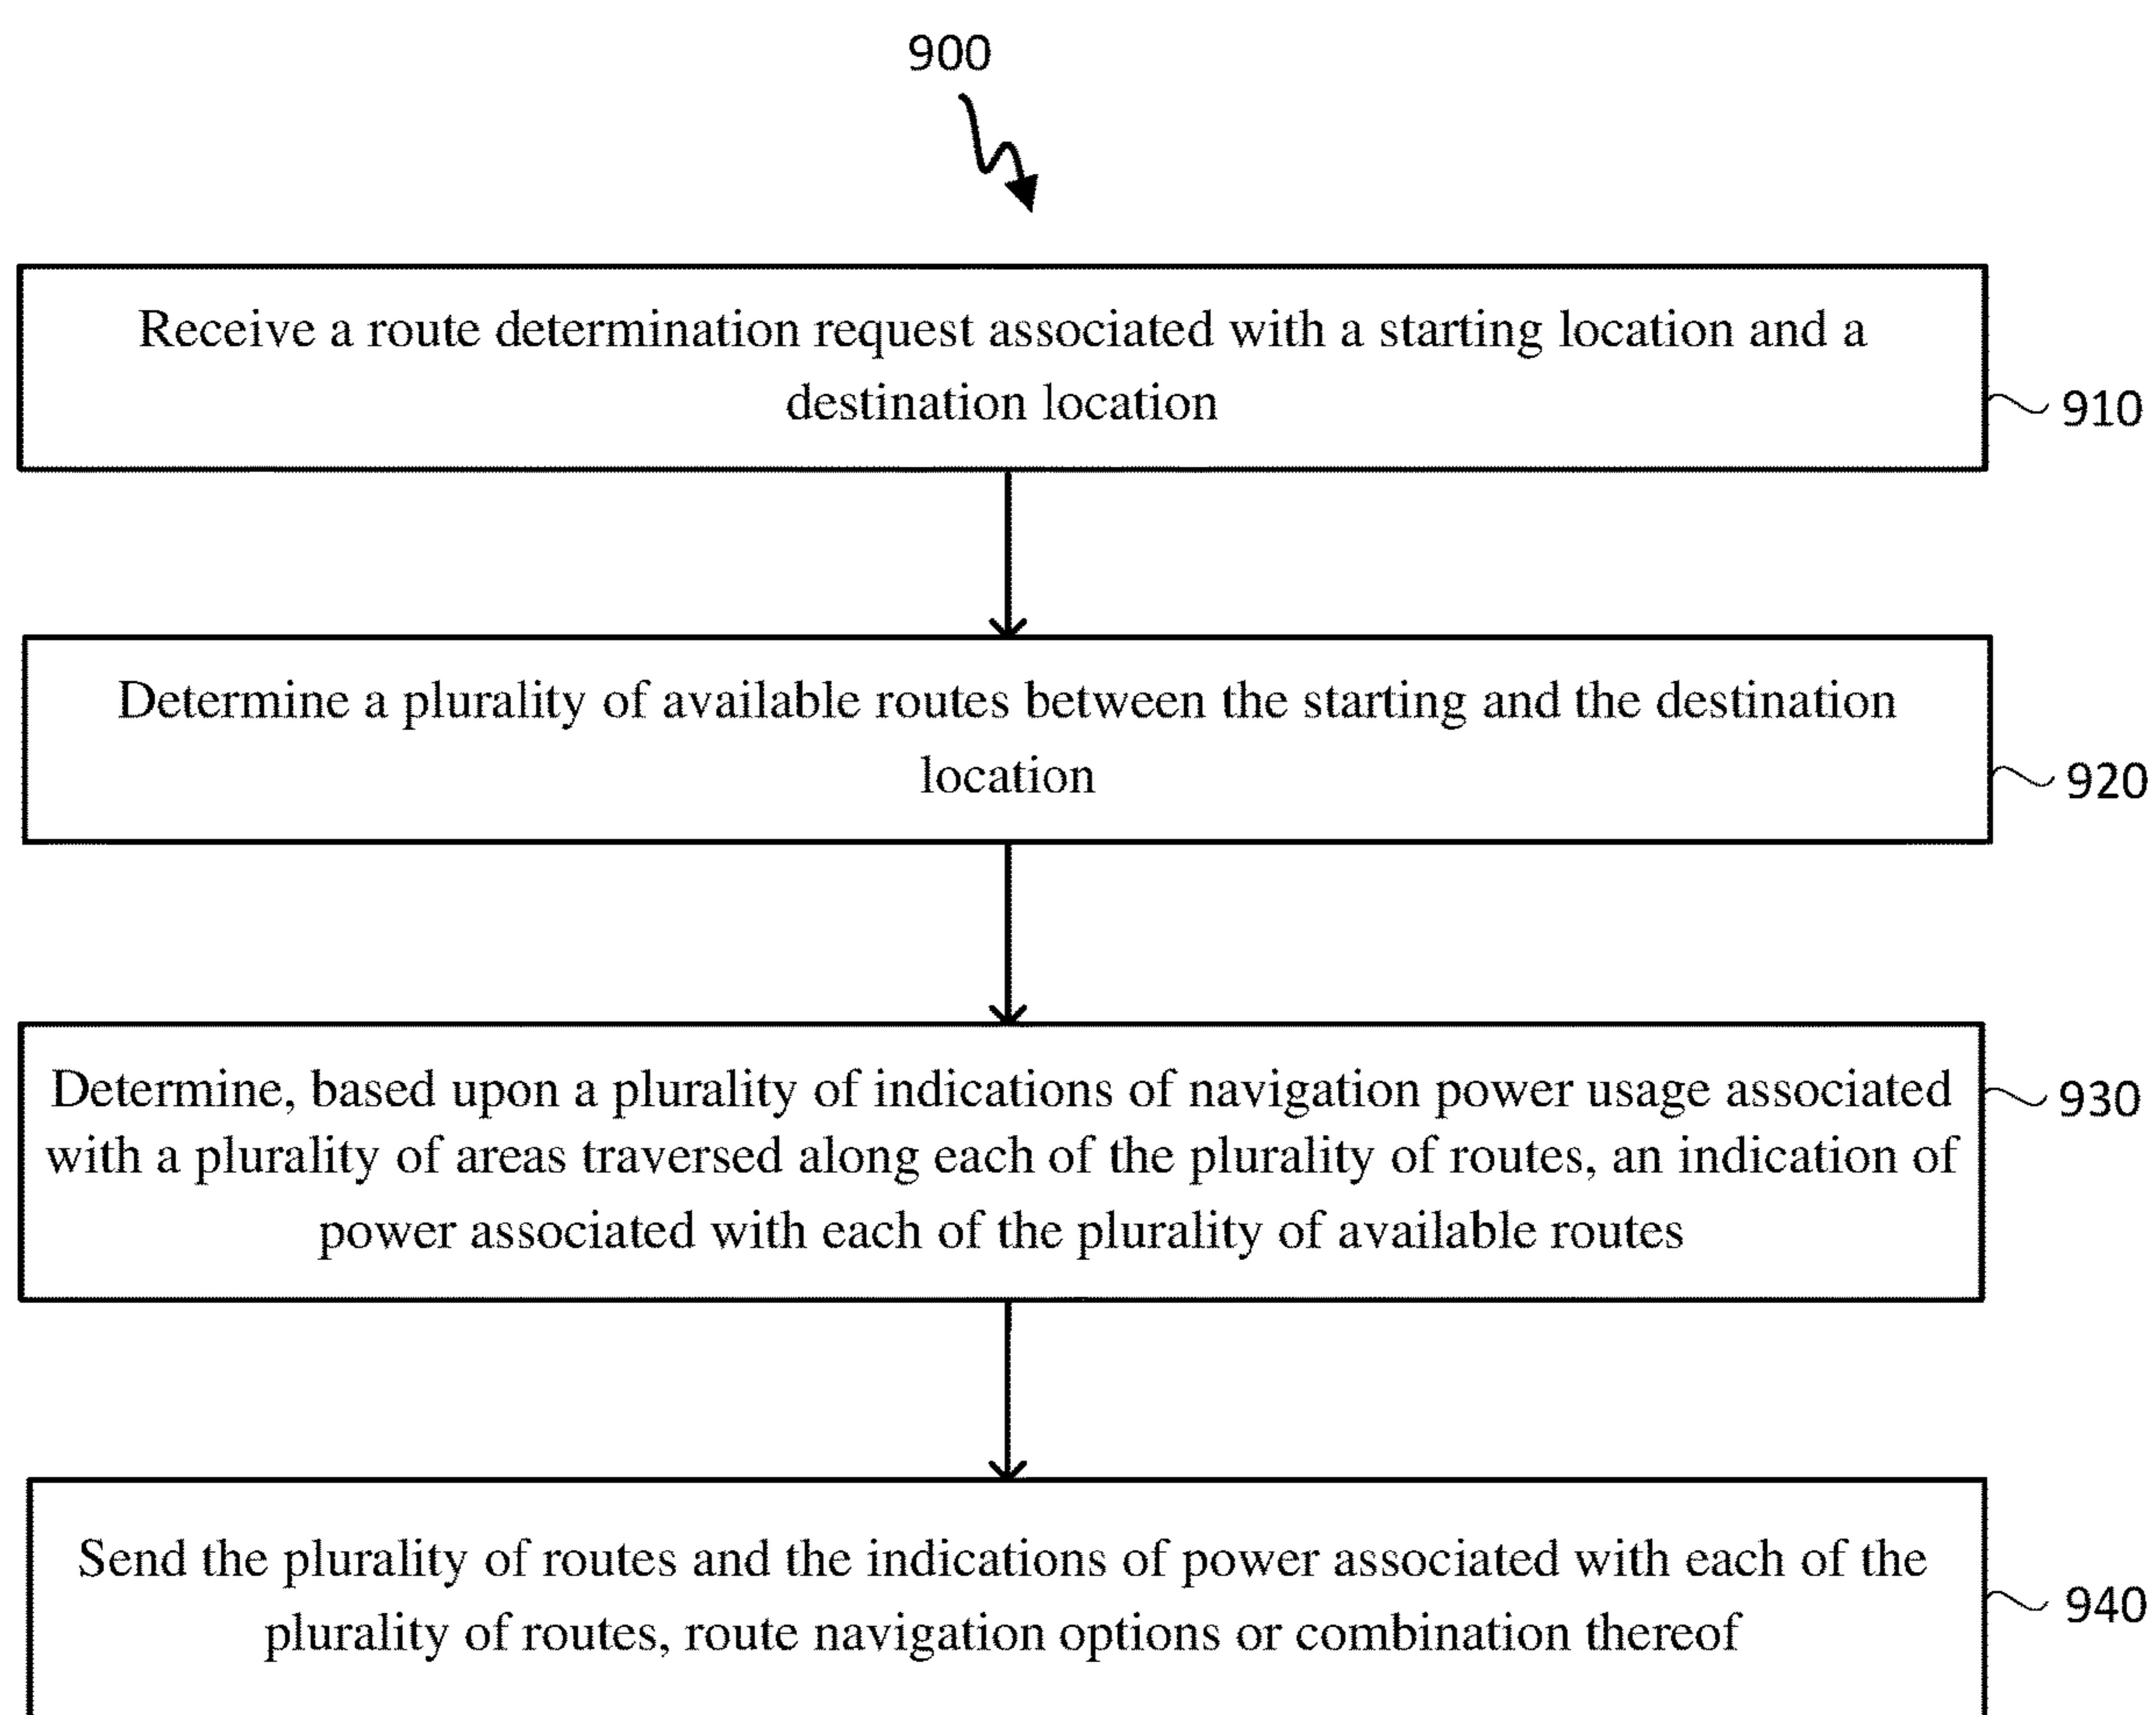 900
Receive a route determination request associated with a starting location and a
destination location
910
Determine a plurality of available routes between the starting and the destination
location
920
Determine, based upon a plurality of indications of navigation power usage associated
with a plurality of areas traversed along each of the plurality of routes, an indication of
power associated with each of the plurality of available routes
930
Send the plurality of routes and the indications of power associated with each of the
plurality of routes, route navigation options or combination thereof
940